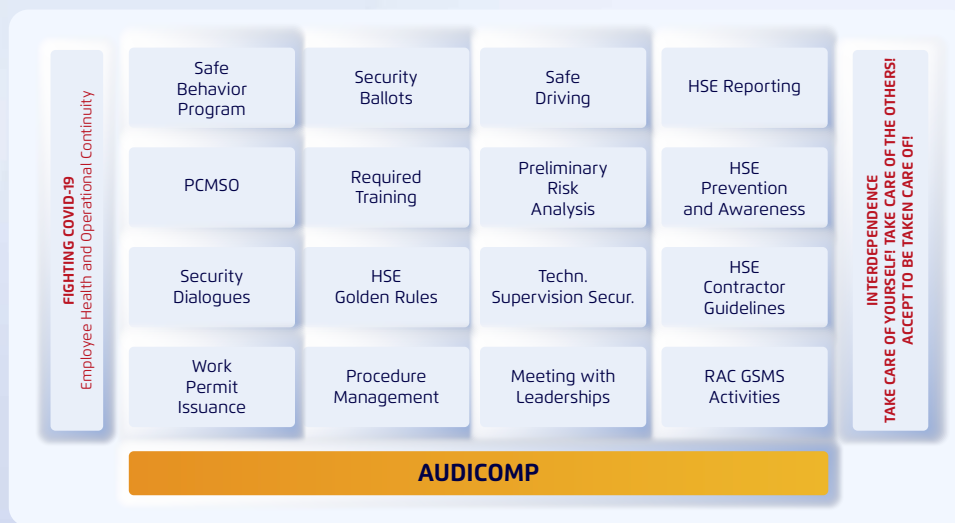 FIGHTING COVID-19
Employee Health and Operational Continuity
Safe
Behavior
Program
Security
Ballots
Safe
Driving
HSE Reporting
PCMSO
Required
Training
Preliminary
Risk
Analysis
HSE
Prevention
and Awareness
Security
Dialogues
HSE
Golden Rules
Techn.
Supervision Secur.
HSE
Contractor
Guidelines
Work
Permit
Issuance
Procedure
Management
Meeting with
Leaderships
RAC GSMS
Activities
INTERDEPENDENCE
TAKE CARE OF YOURSELF! TAKE CARE OF THE OTHERS!
ACCEPT TO BE TAKEN CARE OF!
AUDICOMP